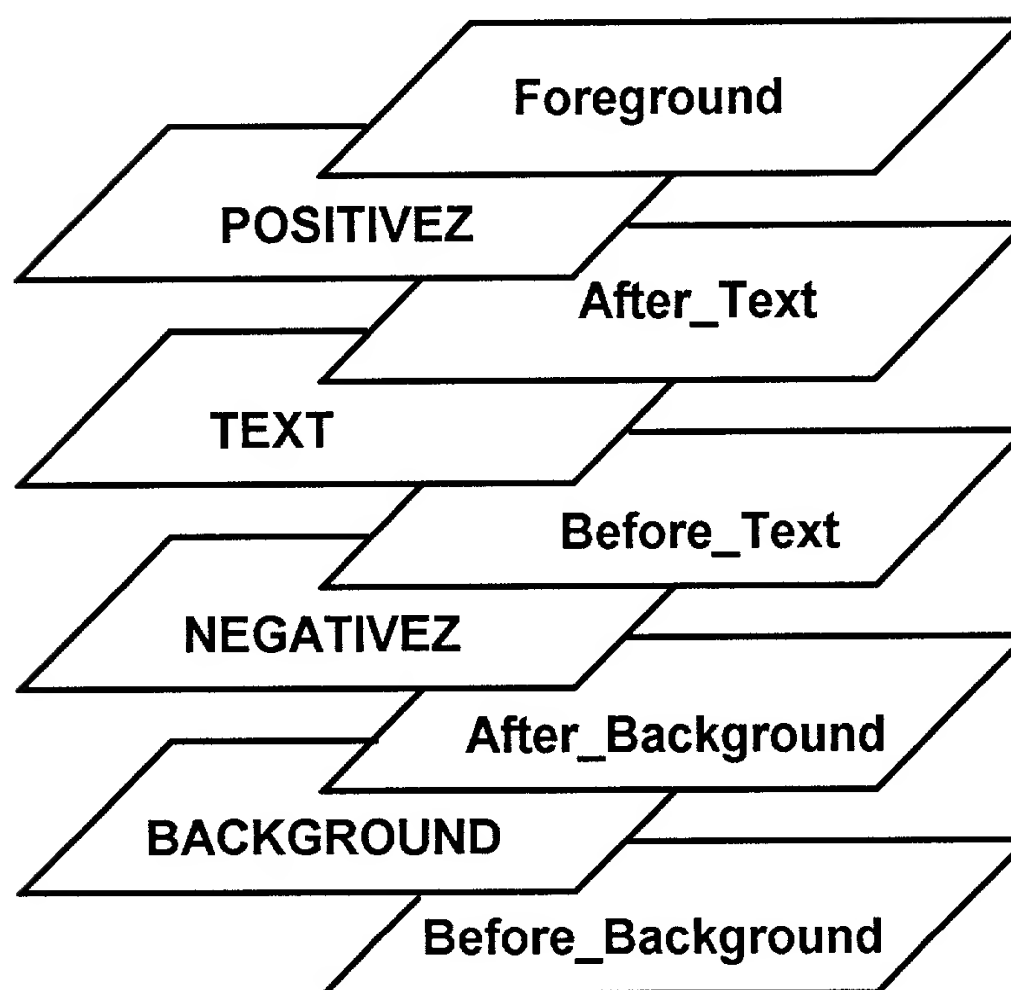 Foreground
POSITIVEZ
After_Text
TEXT
Before_Text
NEGATIVEZ
After_Background
BACKGROUND
Before_Background